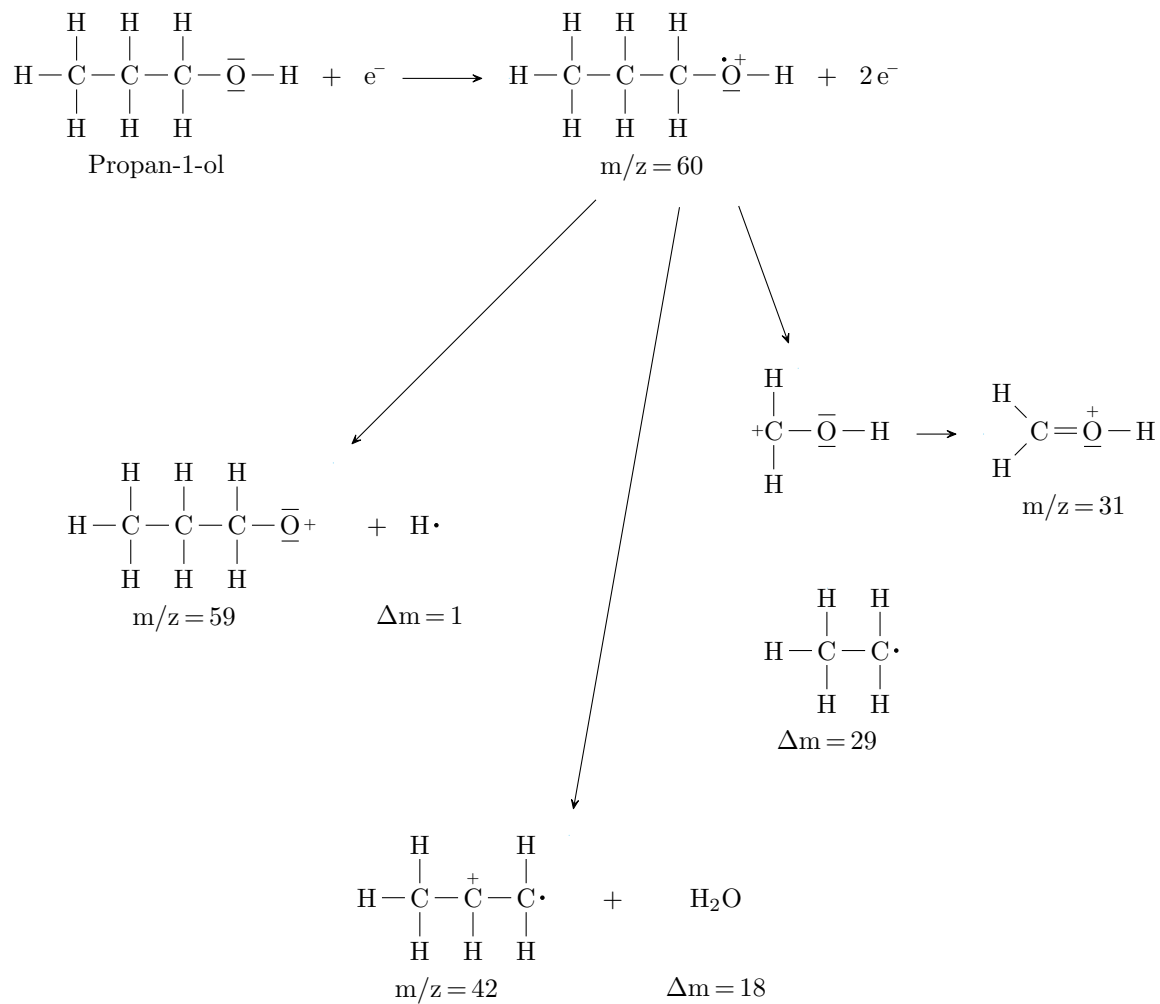 H H H
H C C C O H + e⁻
H H H
Propan-1-ol
H H H
H C C C O⁺ H + 2 e⁻
H H H
m/z = 60
H H H
H C C C O + + H·
H H H
m/z = 59 Δm = 1
H
+C O H
H
H
C O⁺ H
H
m/z = 31
H H
H C C·
H H
Δm = 29
H H
H C C⁺ C· + H₂O
H H H
m/z = 42 Δm = 18